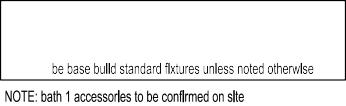 be base build standard fixtures unless noted otherwise
NOTE: bath 1 accessories to be confirmed on site